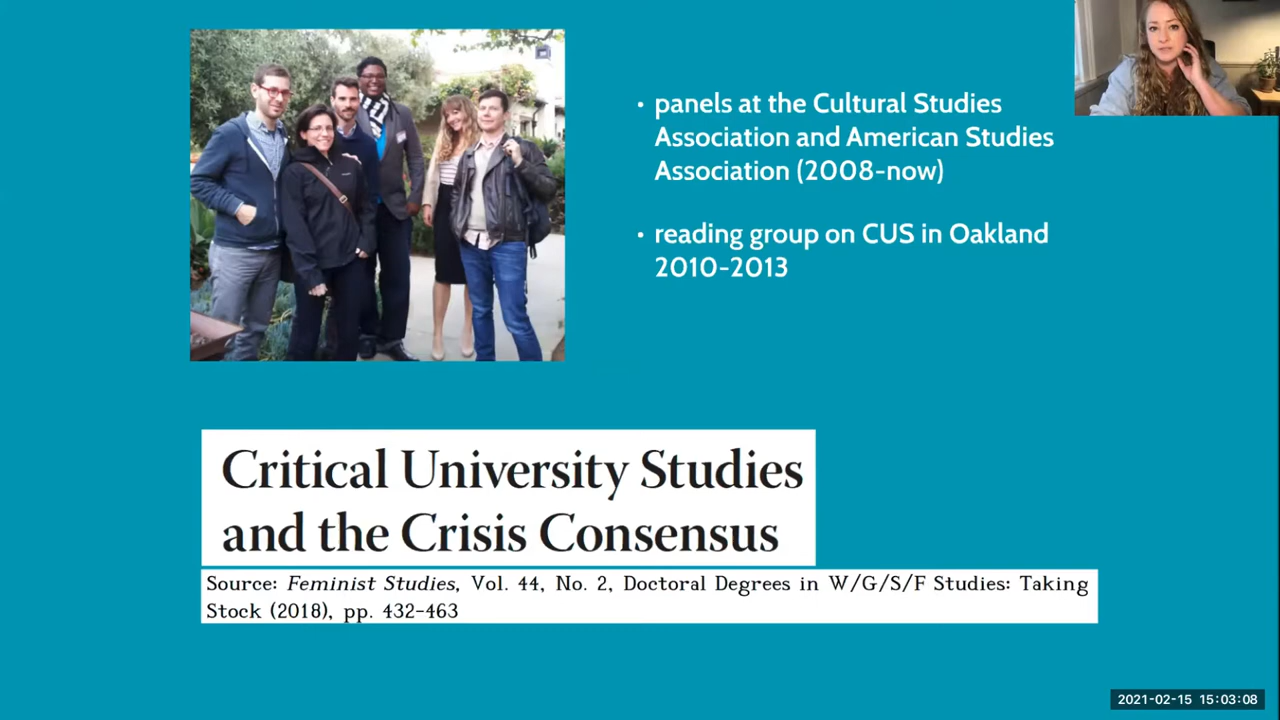 • panels at the Cultural Studies
Association and American Studies
Association (2008-now)
• reading group on CUS in Oakland
2010-2013
Critical University Studies
and the Crisis Consensus
Source: Feminist Studies, Vol. 44, No. 2, Doctoral Degrees in W/G/S/F Studies: Taking
Stock (2018), pp. 432-463
2021-02-15 15:03:08